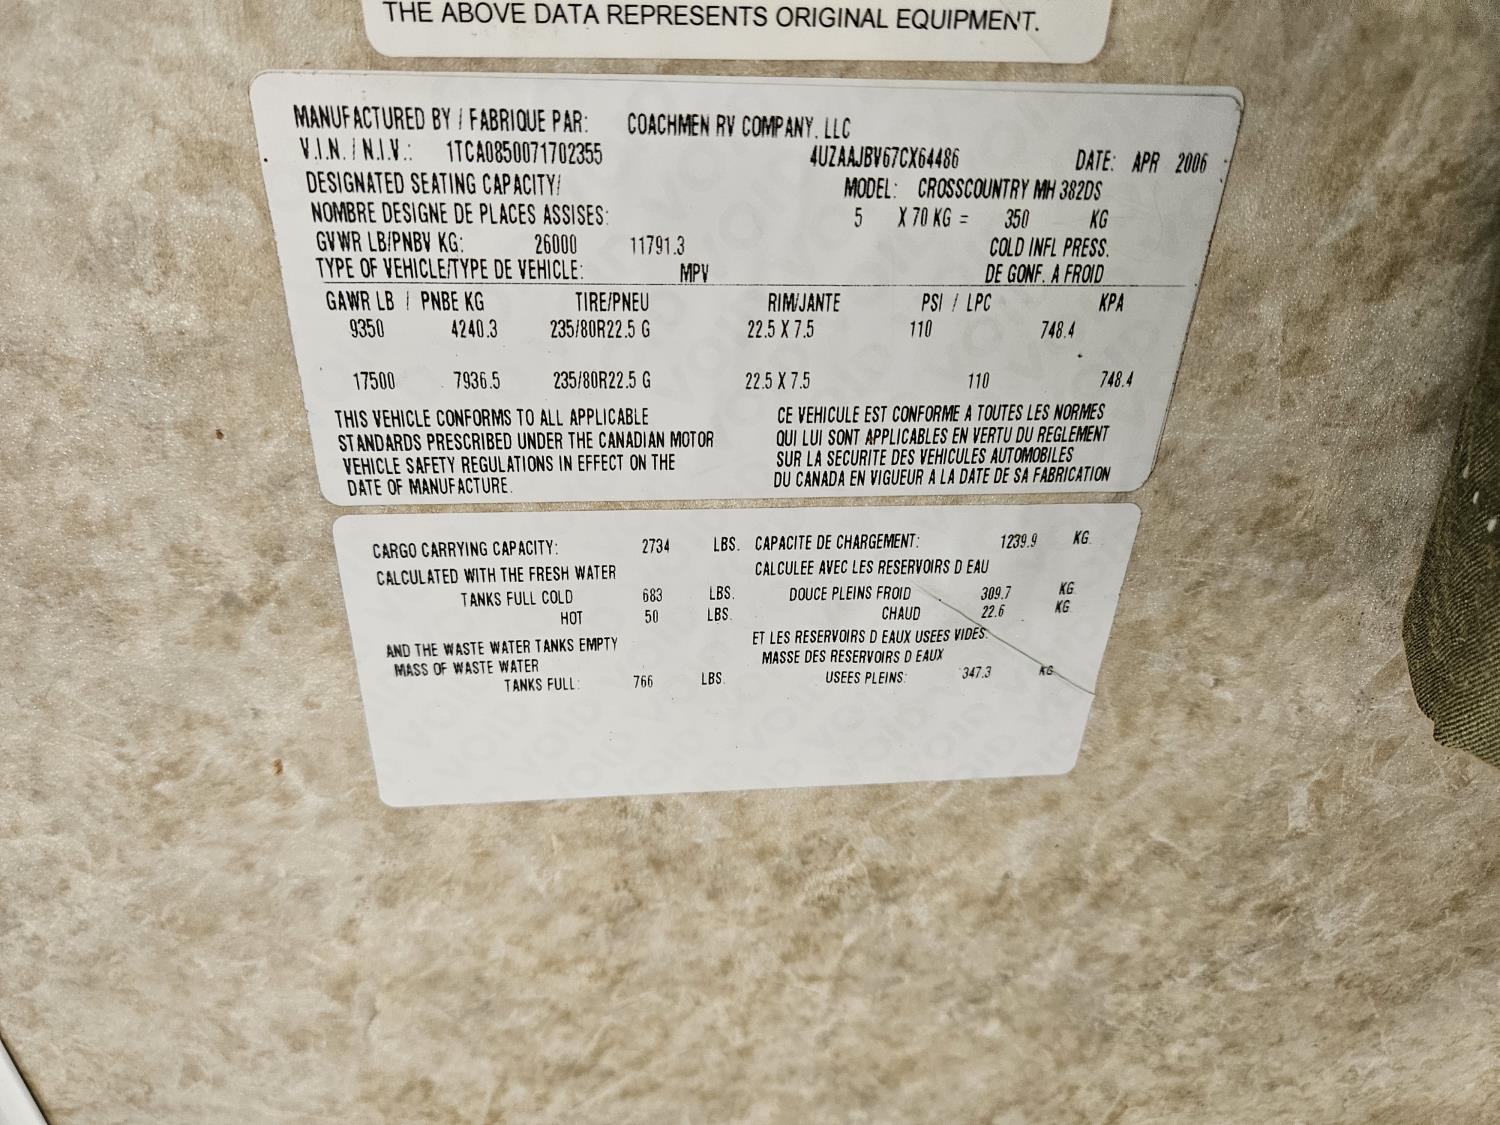 THE ABOVE DATA REPRESENTS ORIGINAL EQUIPMENT.
MANUFACTURED BY / FABRIQUE PAR: COACHMEN RV COMPANY, LLC
V.I.N. / N.I.V.: 1TCA0850071702355 4UZAAJBV67CX64486 DATE: APR 2006
DESIGNATED SEATING CAPACITY/ MODEL: CROSSCOUNTRY MH 382DS
NOMBRE DESIGNE DE PLACES ASSISES: 5 X 70 KG = 350 KG
GVWR LB/PNBV KG: 26000 11791.3 COLD INFL PRESS.
TYPE OF VEHICLE/TYPE DE VEHICLE: MPV DE GONF. A FROID
GAWR LB / PNBE KG TIRE/PNEU RIM/JANTE PSI / LPC KPA
9350 4240.3 235/80R22.5 G 22.5 X 7.5 110 748.4
17500 7936.5 235/80R22.5 G 22.5 X 7.5 110 748.4
THIS VEHICLE CONFORMS TO ALL APPLICABLE
STANDARDS PRESCRIBED UNDER THE CANADIAN MOTOR
VEHICLE SAFETY REGULATIONS IN EFFECT ON THE
DATE OF MANUFACTURE.
CE VEHICULE EST CONFORME A TOUTES LES NORMES
QUI LUI SONT APPLICABLES EN VERTU DU REGLEMENT
SUR LA SECURITE DES VEHICULES AUTOMOBILES
DU CANADA EN VIGUEUR A LA DATE DE SA FABRICATION
CARGO CARRYING CAPACITY: 2734 LBS. CAPACITE DE CHARGEMENT: 1239.9 KG.
CALCULATED WITH THE FRESH WATER CALCULEE AVEC LES RESERVOIRS D EAU
TANKS FULL COLD 683 LBS. DOUCE PLEINS FROID 309.7 KG
HOT 50 LBS. CHAUD 22.6 KG
AND THE WASTE WATER TANKS EMPTY ET LES RESERVOIRS D EAUX USEES VIDES.
MASS OF WASTE WATER MASSE DES RESERVOIRS D EAUX
TANKS FULL: 766 LBS. USEES PLEINS: 347.3 KG